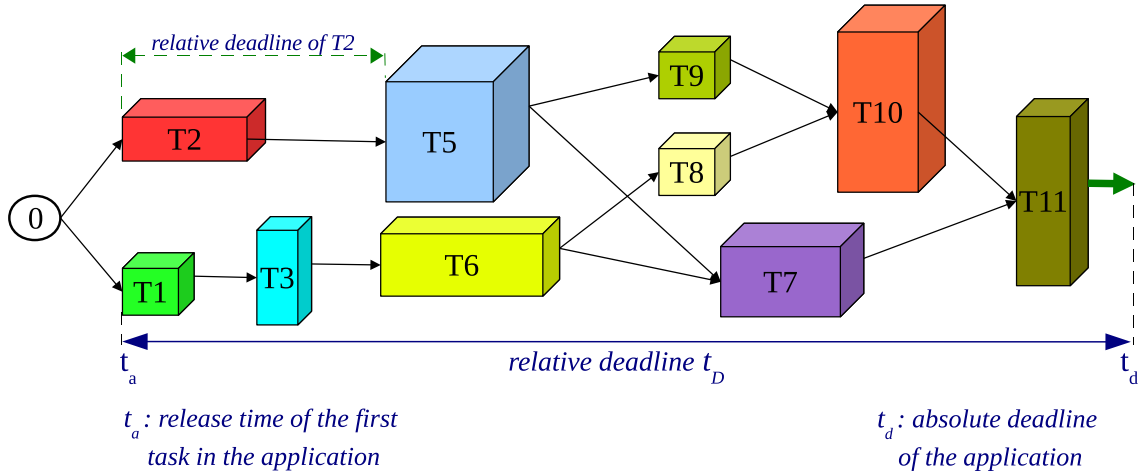 relative deadline of T2
T9
T10
T2
T5
T8
T11
0
T6
T3
T7
T1
relative deadline tD
ta
td
ta : release time of the first
task in the application
td : absolute deadline
of the application